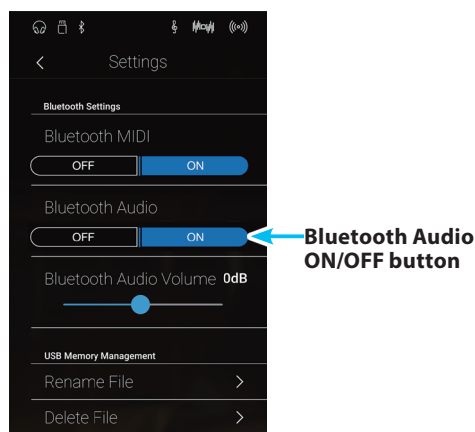 Settings
Bluetooth Settings
Bluetooth MIDI
OFF ON
Bluetooth Audio
OFF ON
Bluetooth Audio
ON/OFF button
Bluetooth Audio Volume 0dB
USB Memory Management
Rename File
Delete File